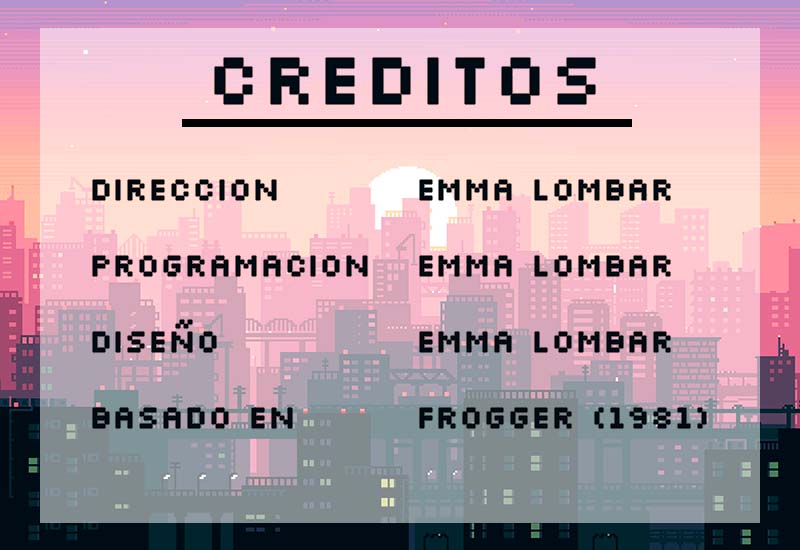 CREDITOS
DIRECCION EMMA LOMBAR
PROGRAMACION EMMA LOMBAR
DISEÑO EMMA LOMBAR
BASADO EN FROGGER (1981)